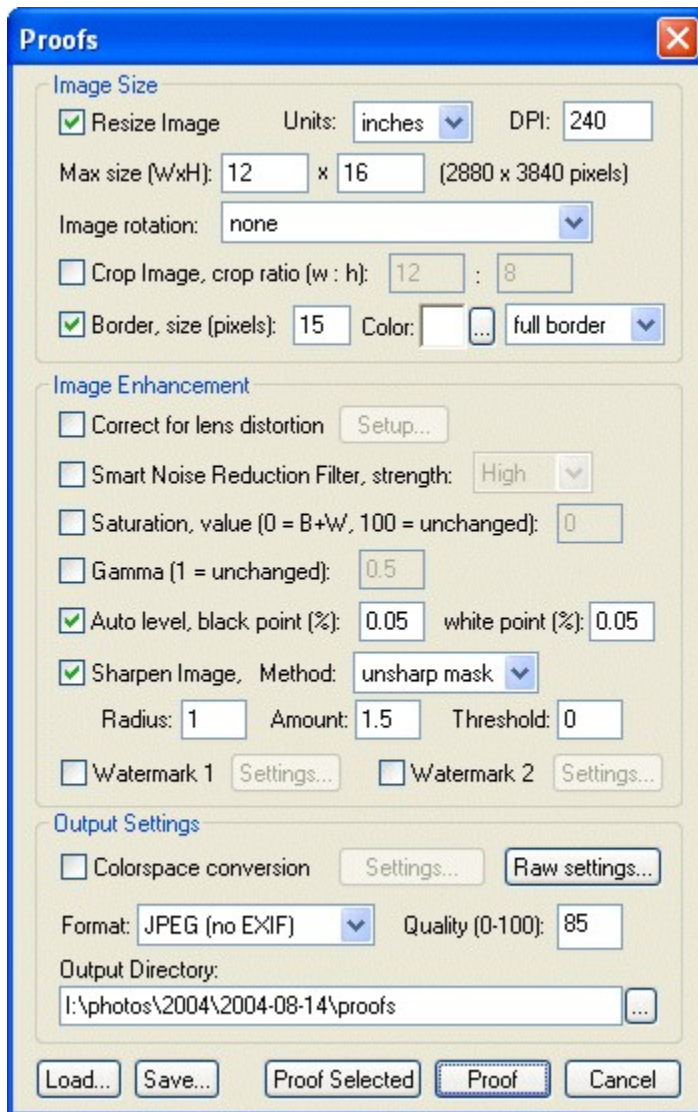 Proofs
Image Size
Resize Image Units: inches DPI: 240
Max size (WxH): 12 x 16 (2880 x 3840 pixels)
Image rotation: none
Crop Image, crop ratio (w : h): 12 : 8
Border, size (pixels): 15 Color: ... full border
Image Enhancement
Correct for lens distortion Setup...
Smart Noise Reduction Filter, strength: High
Saturation, value (0 = B+W, 100 = unchanged): 0
Gamma (1 = unchanged): 0.5
Auto level, black point (%): 0.05 white point (%): 0.05
Sharpen Image, Method: unsharp mask
Radius: 1 Amount: 1.5 Threshold: 0
Watermark 1 Settings... Watermark 2 Settings...
Output Settings
Colorspace conversion Settings... Raw settings...
Format: JPEG (no EXIF) Quality (0-100): 85
Output Directory:
I:\photos\2004\2004-08-14\proofs ...
Load... Save... Proof Selected Proof Cancel